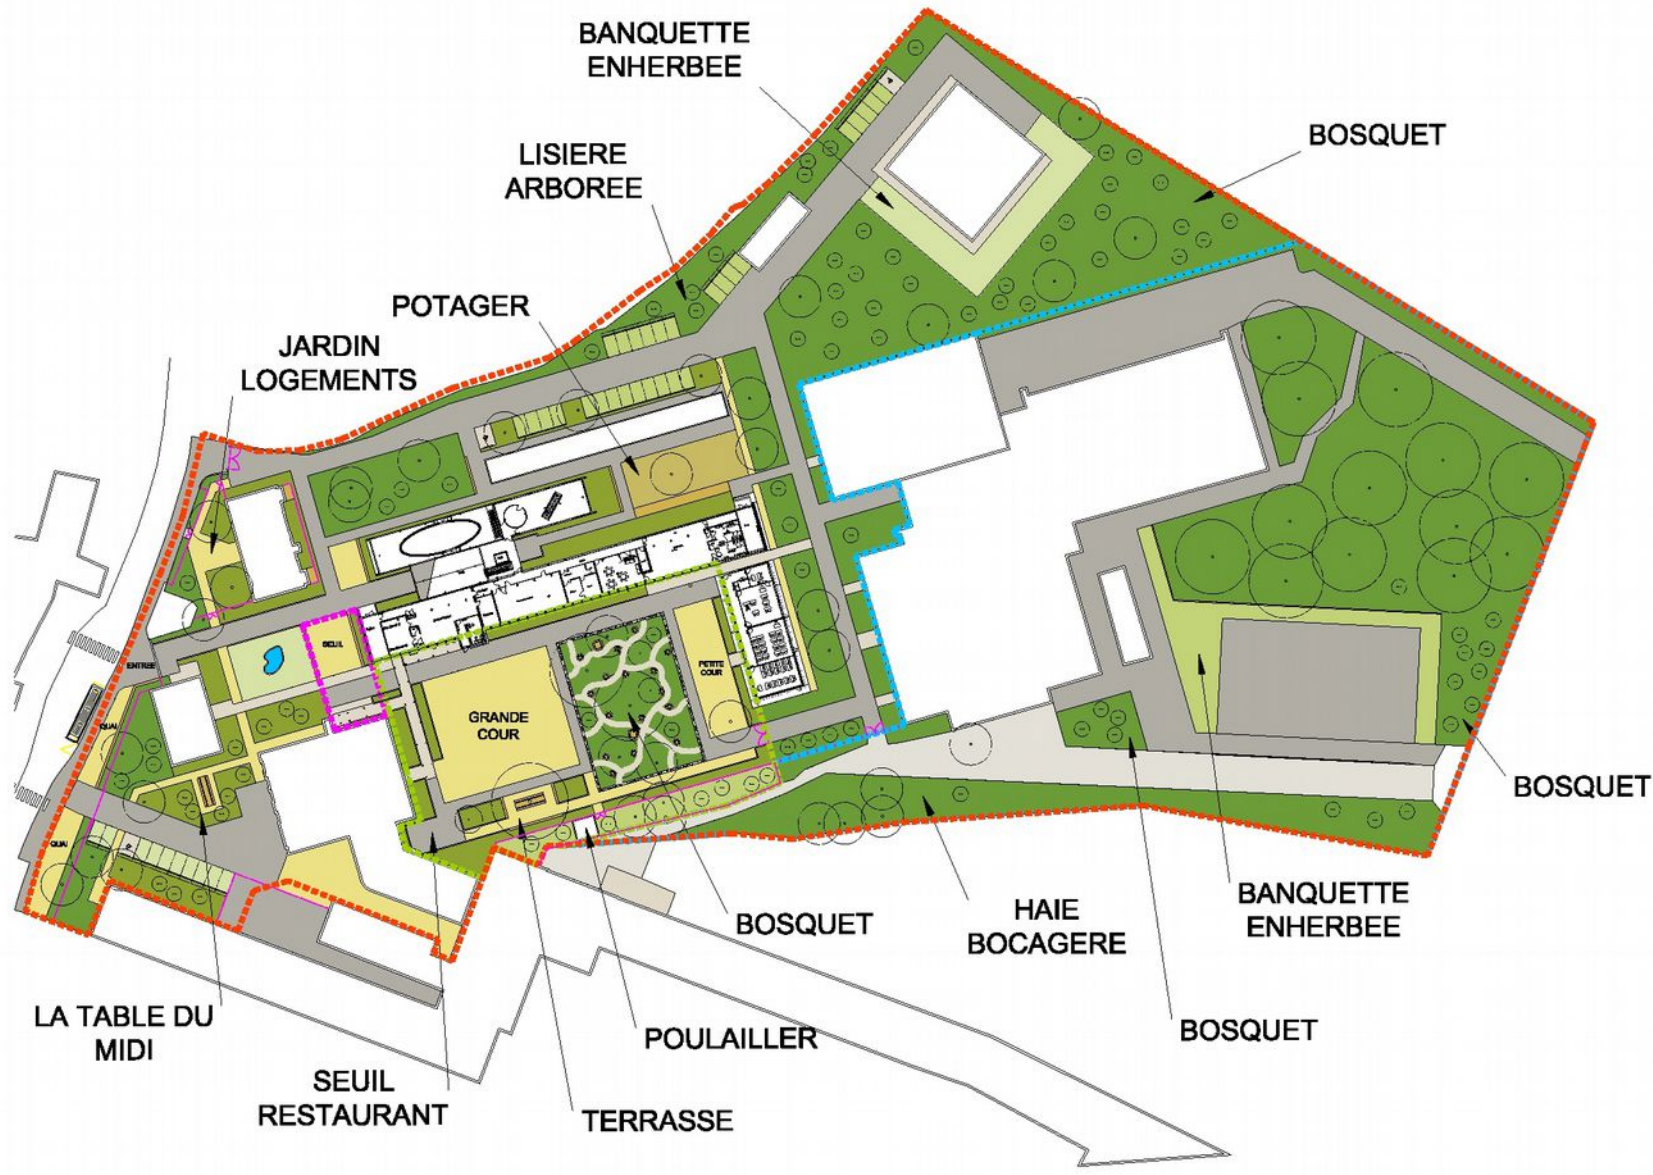 BANQUETTE
ENHERBEE
BOSQUET
LISIERE
ARBOREE
POTAGER
JARDIN
LOGEMENTS
SEUIL
ENTREE
PETITE
COUR
GRANDE
COUR
QUAI
QUAI
BOSQUET
BANQUETTE
ENHERBEE
BOSQUET
HAIE
BOCAGERE
BOSQUET
LA TABLE DU
MIDI
POULAILLER
SEUIL
RESTAURANT
TERRASSE